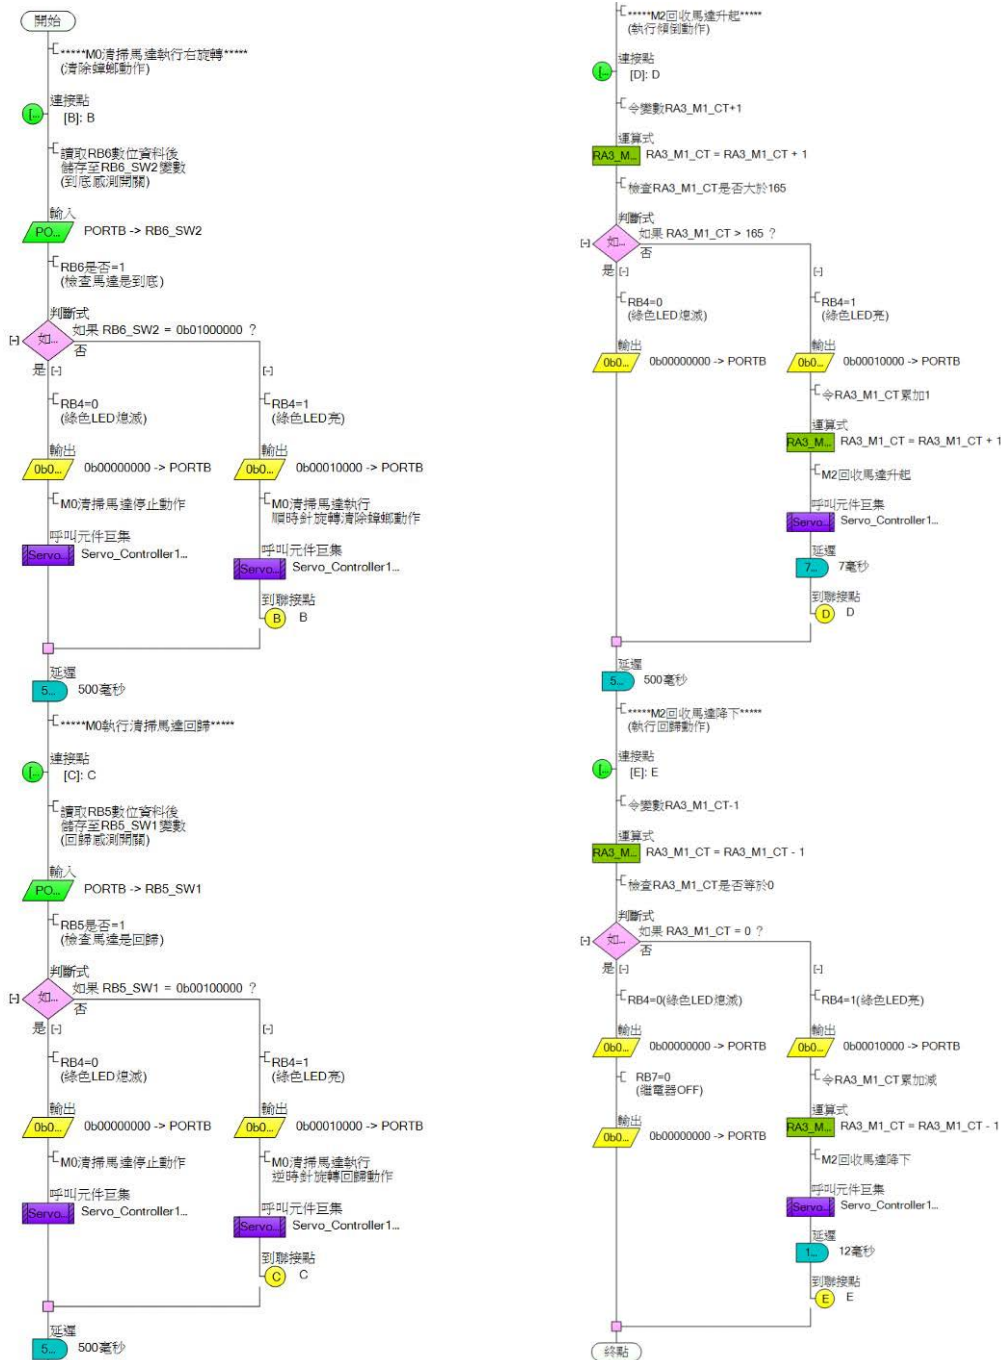 開始
*****M0清掃馬達執行右旋轉*****
(清除蟑螂動作)
連接點
[...
[B]: B
讀取RB6數位資料後
儲存至RB6_SW2變數
(到底感測開關)
輸入
PO...
PORTB -> RB6_SW2
RB6是否=1
(檢查馬達是到底)
判斷式
如...
如果 RB6_SW2 = 0b01000000 ?
否
是
RB4=0
(綠色LED熄滅)
RB4=1
(綠色LED亮)
輸出
0b0...
0b00000000 -> PORTB
輸出
0b0...
0b00010000 -> PORTB
M0清掃馬達停止動作
M0清掃馬達執行
順時針旋轉清除蟑螂動作
呼叫元件巨集
Servo...
Servo_Controller1...
呼叫元件巨集
Servo...
Servo_Controller1...
到聯接點
B
B
延遲
5...
500毫秒
*****M0執行清掃馬達回歸*****
連接點
[...
[C]: C
讀取RB5數位資料後
儲存至RB5_SW1變數
(回歸感測開關)
輸入
PO...
PORTB -> RB5_SW1
RB5是否=1
(檢查馬達是回歸)
判斷式
如...
如果 RB5_SW1 = 0b00100000 ?
否
是
RB4=0
(綠色LED熄滅)
RB4=1
(綠色LED亮)
輸出
0b0...
0b00000000 -> PORTB
輸出
0b0...
0b00010000 -> PORTB
M0清掃馬達停止動作
M0清掃馬達執行
逆時針旋轉回歸動作
呼叫元件巨集
Servo...
Servo_Controller1...
呼叫元件巨集
Servo...
Servo_Controller1...
到聯接點
C
C
延遲
5...
500毫秒
*****M2回收馬達升起*****
(執行傾倒動作)
連接點
[...
[D]: D
令變數RA3_M1_CT+1
運算式
RA3_M...
RA3_M1_CT = RA3_M1_CT + 1
檢查RA3_M1_CT是否大於165
判斷式
如...
如果 RA3_M1_CT > 165 ?
否
是
RB4=0
(綠色LED熄滅)
RB4=1
(綠色LED亮)
輸出
0b0...
0b00000000 -> PORTB
輸出
0b0...
0b00010000 -> PORTB
令RA3_M1_CT累加1
運算式
RA3_M...
RA3_M1_CT = RA3_M1_CT + 1
M2回收馬達升起
呼叫元件巨集
Servo...
Servo_Controller1...
延遲
7...
7毫秒
到聯接點
D
D
延遲
5...
500毫秒
*****M2回收馬達降下*****
(執行回歸動作)
連接點
[...
[E]: E
令變數RA3_M1_CT-1
運算式
RA3_M...
RA3_M1_CT = RA3_M1_CT - 1
檢查RA3_M1_CT是否等於0
判斷式
如...
如果 RA3_M1_CT = 0 ?
否
是
RB4=0(綠色LED熄滅)
RB4=1(綠色LED亮)
輸出
0b0...
0b00000000 -> PORTB
輸出
0b0...
0b00010000 -> PORTB
RB7=0
(繼電器OFF)
令RA3_M1_CT累加減
輸出
0b0...
0b00000000 -> PORTB
運算式
RA3_M...
RA3_M1_CT = RA3_M1_CT - 1
M2回收馬達降下
呼叫元件巨集
Servo...
Servo_Controller1...
延遲
1...
12毫秒
到聯接點
E
E
終點